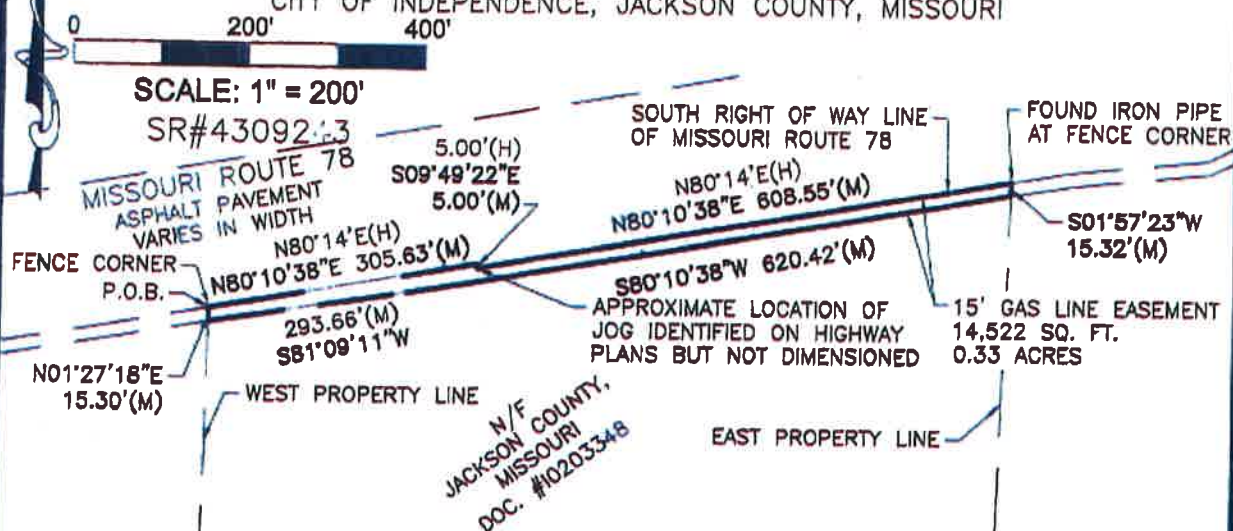 CITY OF INDEPENDENCE, JACKSON COUNTY, MISSOURI
0 200' 400'
SCALE: 1" = 200'
MISSOURI ROUTE 78
ASPHALT PAVEMENT
VARIES IN WIDTH
5.00'(H)
S09°49'22"E
5.00'(M)
SOUTH RIGHT OF WAY LINE
OF MISSOURI ROUTE 78
FOUND IRON PIPE
AT FENCE CORNER
N80°14'E(H)
N80°10'38"E 608.55'(M)
S01°57'23"W
15.32'(M)
FENCE CORNER
P.O.B.
N80°14'E(H)
N80°10'38"E 305.63'(M)
S80°10'38"W 620.42'(M)
293.66'(M)
S81°09'11"W
APPROXIMATE LOCATION OF
JOG IDENTIFIED ON HIGHWAY
PLANS BUT NOT DIMENSIONED
15' GAS LINE EASEMENT
14,522 SQ. FT.
0.33 ACRES
N01°27'18"E
15.30'(M)
WEST PROPERTY LINE
N/F
JACKSON COUNTY,
MISSOURI
DOC. #10203348
EAST PROPERTY LINE